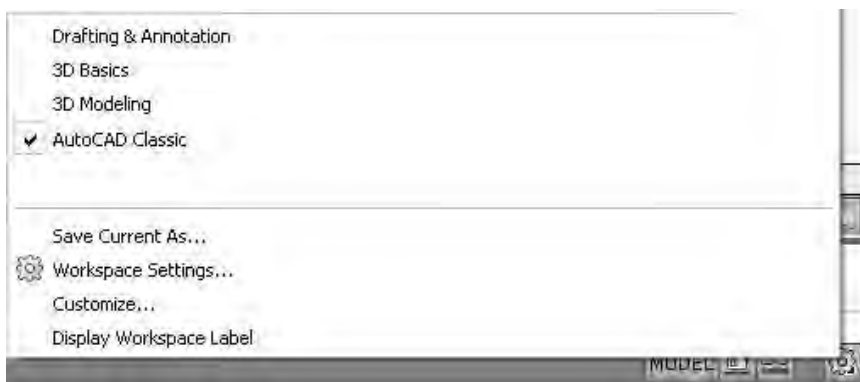 Drafting & Annotation
3D Basics
3D Modeling
AutoCAD Classic
Save Current As...
Workspace Settings...
Customize...
Display Workspace Label
MODEL